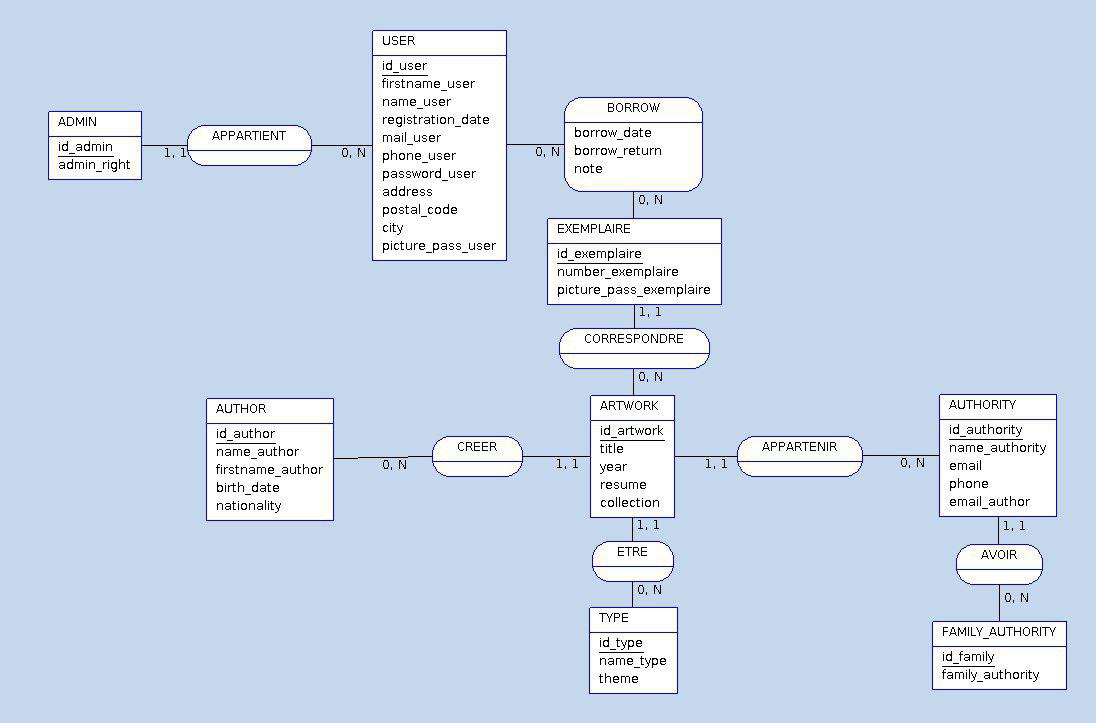 USER
id_user
firstname_user
name_user
registration_date
mail_user
phone_user
password_user
address
postal_code
city
picture_pass_user
ADMIN
id_admin
admin_right
1, 1
APPARTIENT
0, N
0, N
BORROW
borrow_date
borrow_return
note
0, N
EXEMPLAIRE
id_exemplaire
number_exemplaire
picture_pass_exemplaire
1, 1
CORRESPONDRE
0, N
AUTHOR
id_author
name_author
firstname_author
birth_date
nationality
0, N
CREER
1, 1
ARTWORK
id_artwork
title
year
resume
collection
1, 1
APPARTENIR
0, N
AUTHORITY
id_authority
name_authority
email
phone
email_author
1, 1
ETRE
0, N
TYPE
id_type
name_type
theme
1, 1
AVOIR
0, N
FAMILY_AUTHORITY
id_family
family_authority